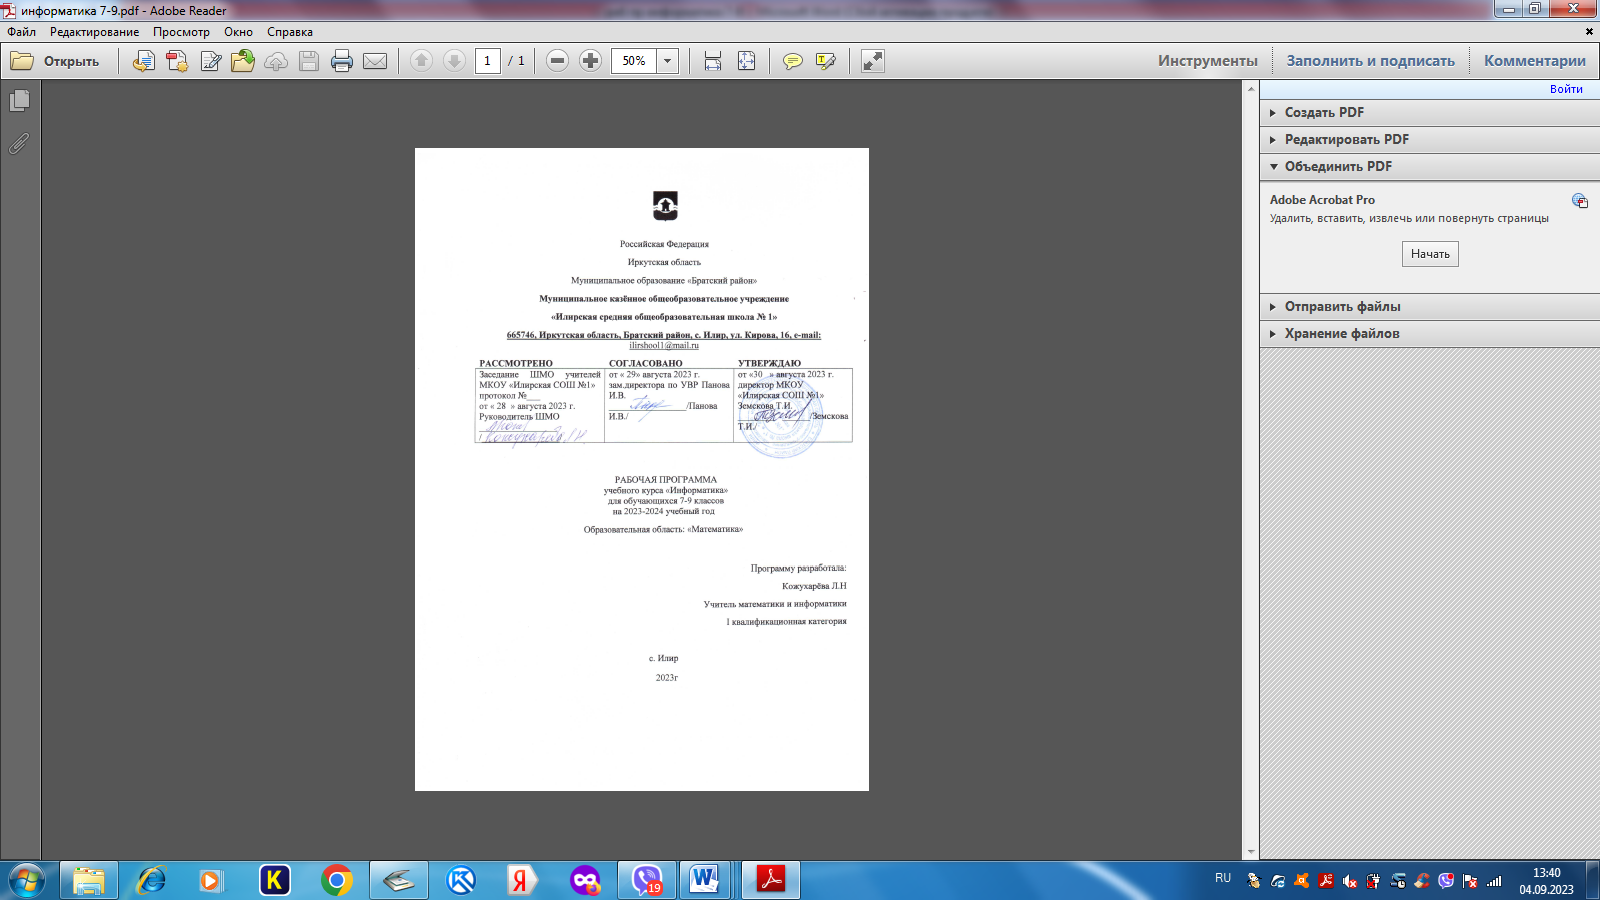 информатика 7-9.pdf - Adobe Reader
Файл Редактирование Просмотр Окно Справка
Открыть 1 / 1 50% Инструменты Заполнить и подписать Комментарии
Войти
Создать PDF
Редактировать PDF
Объединить PDF
Adobe Acrobat Pro
Удалить, вставить, извлечь или повернуть страницы
Начать
Отправить файлы
Хранение файлов
Российская Федерация
Иркутская область
Муниципальное образование «Братский район»
Муниципальное казённое общеобразовательное учреждение
«Илирская средняя общеобразовательная школа № 1»
665746, Иркутская область, Братский район, с. Илир, ул. Кирова, 16, e-mail:
ilirshool1@mail.ru
РАССМОТРЕНО
Заседание ШМО учителей
МКОУ «Илирская СОШ №1»
протокол №___
от « 28 » августа 2023 г.
Руководитель ШМО
СОГЛАСОВАНО
от « 29» августа 2023 г.
зам.директора по УВР Панова
И.В.
/Панова
И.В./
УТВЕРЖДАЮ
от «30 » августа 2023 г.
директор МКОУ
«Илирская СОШ №1»
Земскова Т.И.
/Земскова
Т.И./
РАБОЧАЯ ПРОГРАММА
учебного курса «Информатика»
для обучающихся 7-9 классов
на 2023-2024 учебный год
Образовательная область: «Математика»
Программу разработала:
Кожухарёва Л.Н
Учитель математики и информатики
I квалификационная категория
с. Илир
2023г
19
RU
13:40
04.09.2023